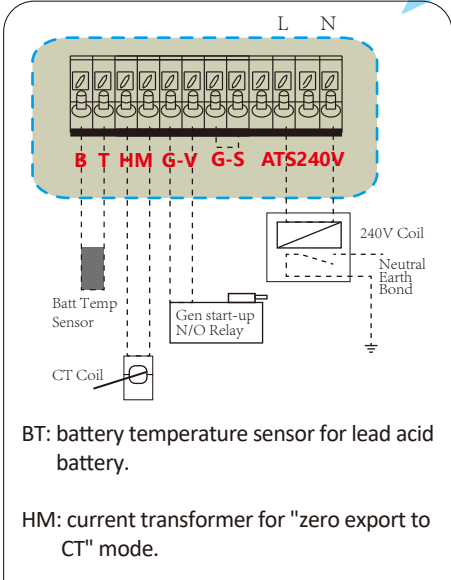 L N
B T HM G-V G-S ATS240V
240V Coil
Neutral
Earth
Bond
Batt Temp
Sensor
Gen start-up
N/O Relay
CT Coil
BT: battery temperature sensor for lead acid
battery.
HM: current transformer for "zero export to
CT" mode.